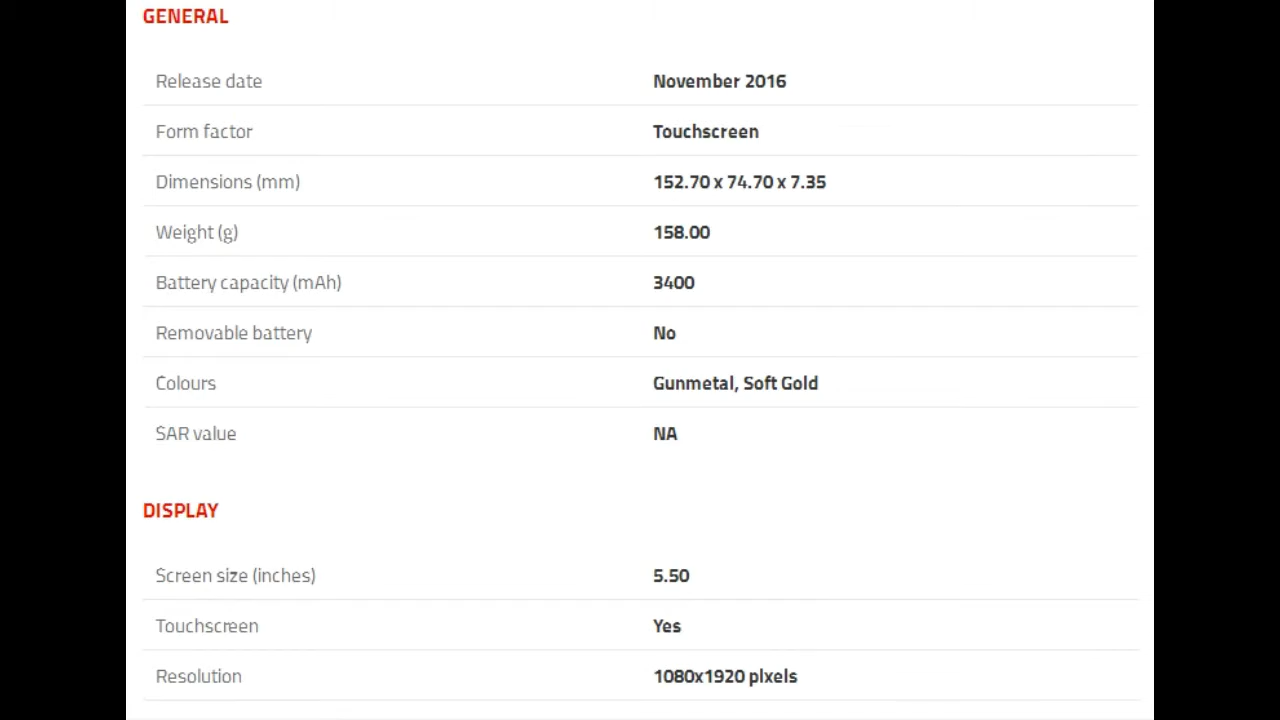 GENERAL
Release date November 2016
Form factor Touchscreen
Dimensions (mm) 152.70 x 74.70 x 7.35
Weight (g) 158.00
Battery capacity (mAh) 3400
Removable battery No
Colours Gunmetal, Soft Gold
SAR value NA
DISPLAY
Screen size (inches) 5.50
Touchscreen Yes
Resolution 1080x1920 pixels